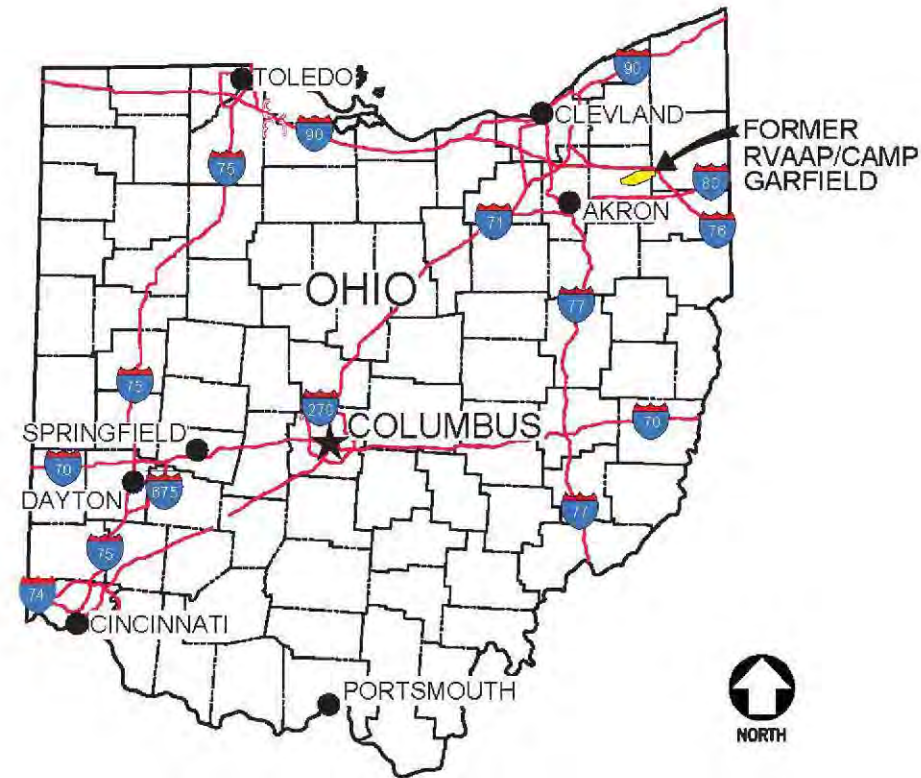 TOLEDO
90
CLEVLAND
90
FORMER
RVAAP/CAMP
GARFIELD
75
80
AKRON
71
76
OHIO
77
75
270
COLUMBUS
70
SPRINGFIELD
70
675
DAYTON
77
75
74
CINCINNATI
PORTSMOUTH
NORTH